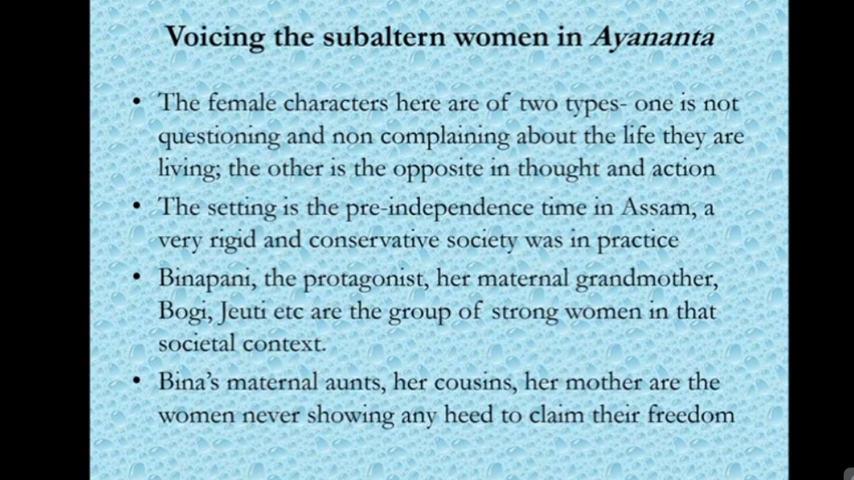 Voicing the subaltern women in Ayananta
• The female characters here are of two types- one is not
questioning and non complaining about the life they are
living; the other is the opposite in thought and action
• The setting is the pre-independence time in Assam, a
very rigid and conservative society was in practice
• Binapani, the protagonist, her maternal grandmother,
Bogi, Jeuti etc are the group of strong women in that
societal context.
• Bina's maternal aunts, her cousins, her mother are the
women never showing any heed to claim their freedom